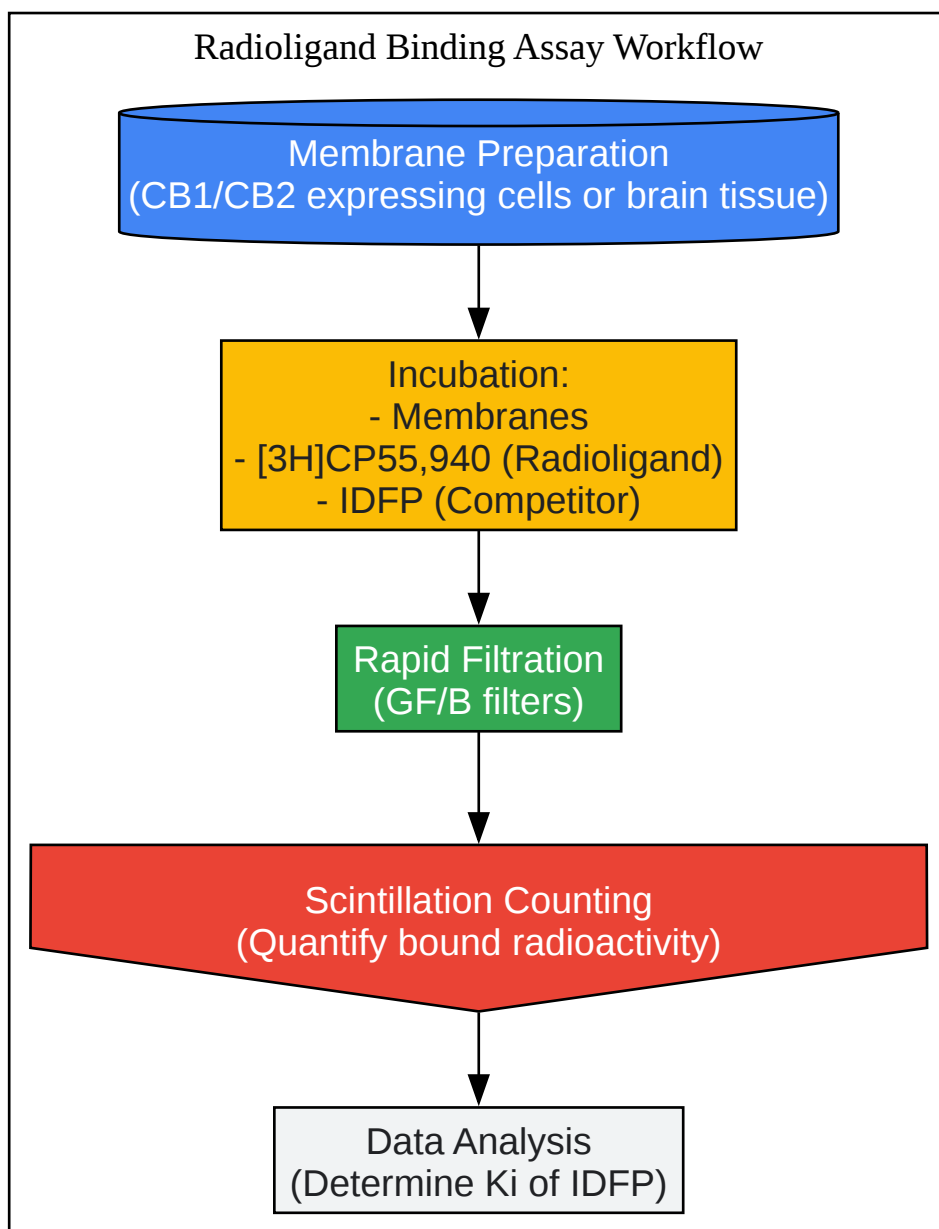 Radioligand Binding Assay Workflow
Membrane Preparation
(CB1/CB2 expressing cells or brain tissue)
Incubation:
- Membranes
- [3H]CP55,940 (Radioligand)
- IDFP (Competitor)
Rapid Filtration
(GF/B filters)
Scintillation Counting
(Quantify bound radioactivity)
Data Analysis
(Determine Ki of IDFP)